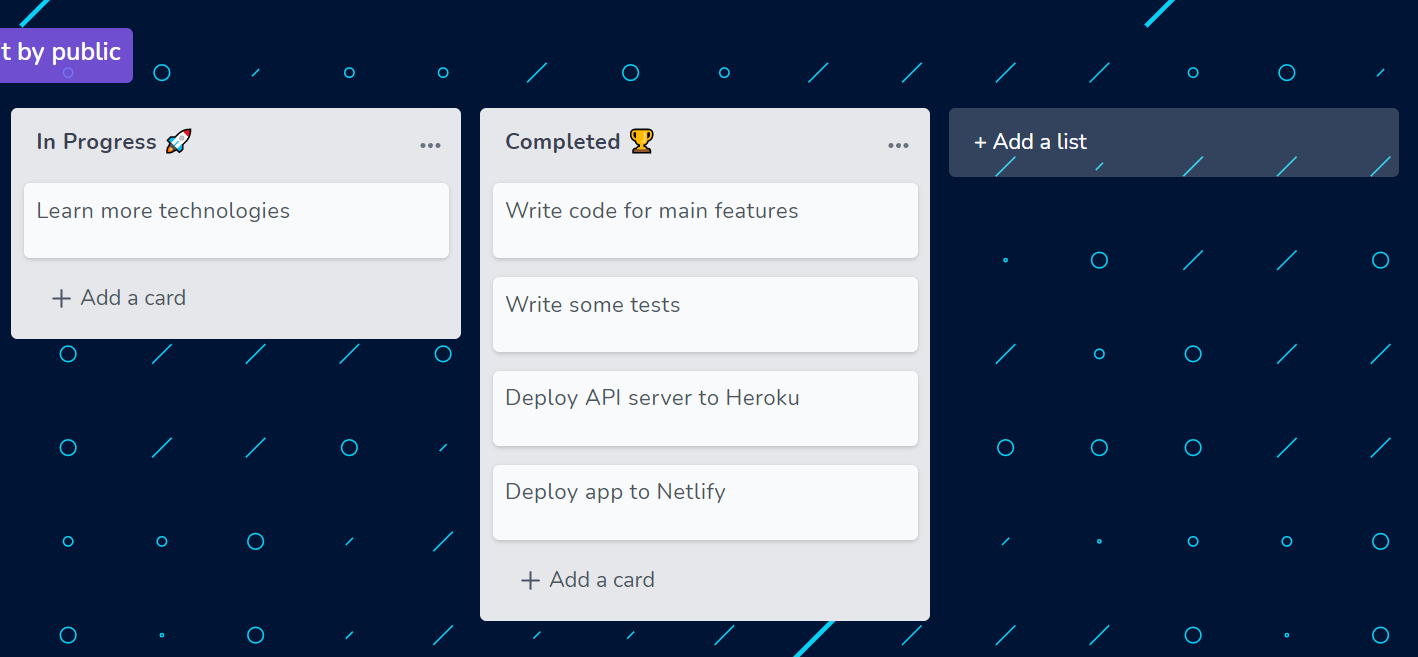 t by public
In Progress 🚀
Learn more technologies
+ Add a card
Completed 🏆
Write code for main features
Write some tests
Deploy API server to Heroku
Deploy app to Netlify
+ Add a card
+ Add a list